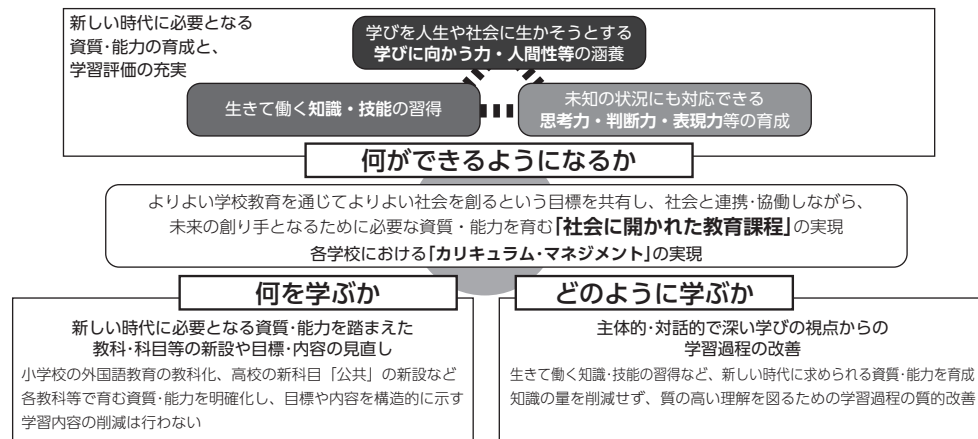 新しい時代に必要となる
資質・能力の育成と、
学習評価の充実
学びを人生や社会に生かそうとする
学びに向かう力・人間性等の涵養
生きて働く知識・技能の習得
未知の状況にも対応できる
思考力・判断力・表現力等の育成
何ができるようになるか
よりよい学校教育を通じてよりよい社会を創るという目標を共有し、社会と連携・協働しながら、
未来の創り手となるために必要な資質・能力を育む「社会に開かれた教育課程」の実現
各学校における「カリキュラム・マネジメント」の実現
何を学ぶか
新しい時代に必要となる資質・能力を踏まえた
教科・科目等の新設や目標・内容の見直し
小学校の外国語教育の教科化、高校の新科目「公共」の新設など
各教科等で育む資質・能力を明確化し、目標や内容を構造的に示す
学習内容の削減は行わない
どのように学ぶか
主体的・対話的で深い学びの視点からの
学習過程の改善
生きて働く知識・技能の習得など、新しい時代に求められる資質・能力を育成
知識の量を削減せず、質の高い理解を図るための学習過程の質的改善